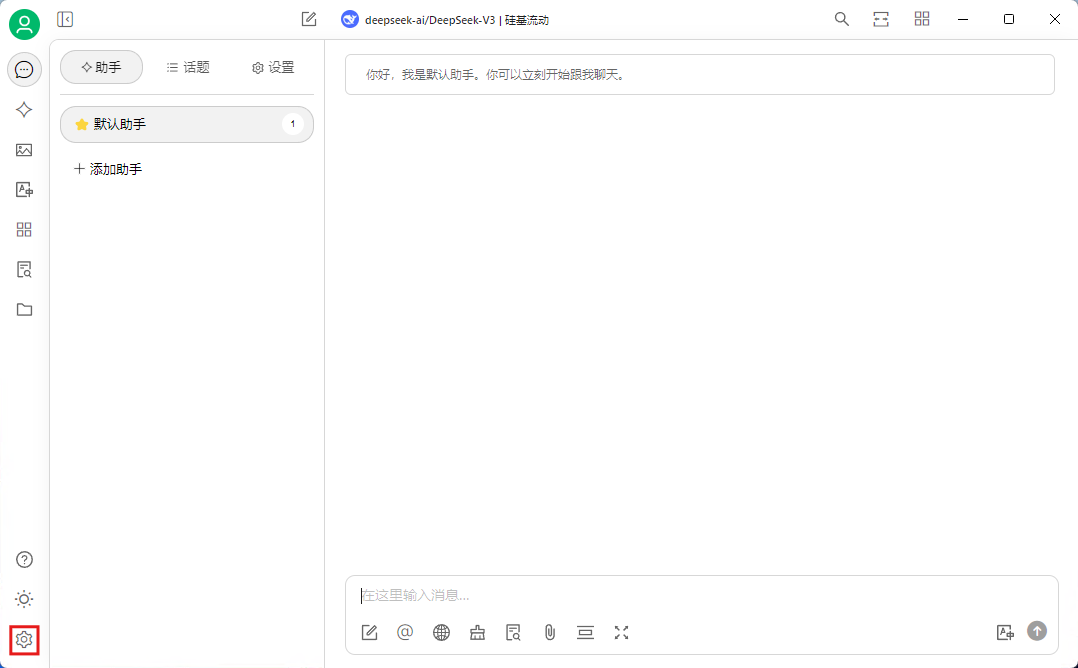 deepseek-ai/DeepSeek-V3 | 硅基流动
助手
话题
设置
你好，我是默认助手。你可以立刻开始跟我聊天。
默认助手
1
添加助手
在这里输入消息...